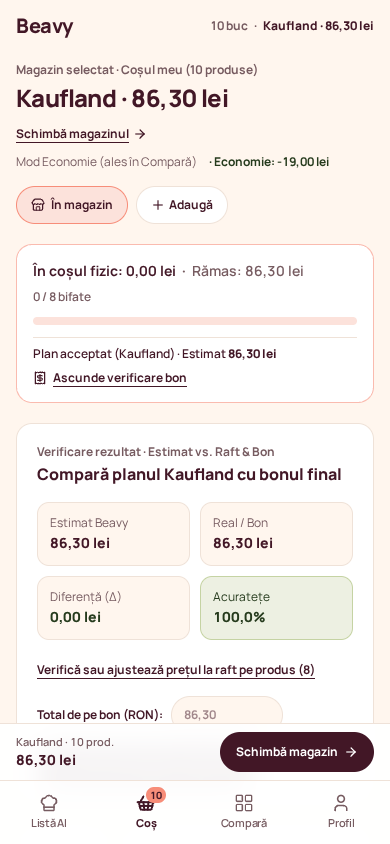 Beavy
10 buc · Kaufland · 86,30 lei
Magazin selectat · Coșul meu (10 produse)
Kaufland · 86,30 lei
Schimbă magazinul →
Mod Economie (ales în Compară) · Economie: -19,00 lei
În magazin
+ Adaugă
În coșul fizic: 0,00 lei · Rămas: 86,30 lei
0 / 8 bifate
Plan acceptat (Kaufland) · Estimat 86,30 lei
Ascunde verificare bon
Verificare rezultat · Estimat vs. Raft & Bon
Compară planul Kaufland cu bonul final
Estimat Beavy
86,30 lei
Real / Bon
86,30 lei
Diferență (Δ)
0,00 lei
Acuratețe
100,0%
Verifică sau ajustează prețul la raft pe produs (8)
Total de pe bon (RON): 86,30
Kaufland · 10 prod.
86,30 lei
Schimbă magazin →
10
Listă AI
Coș
Compară
Profil